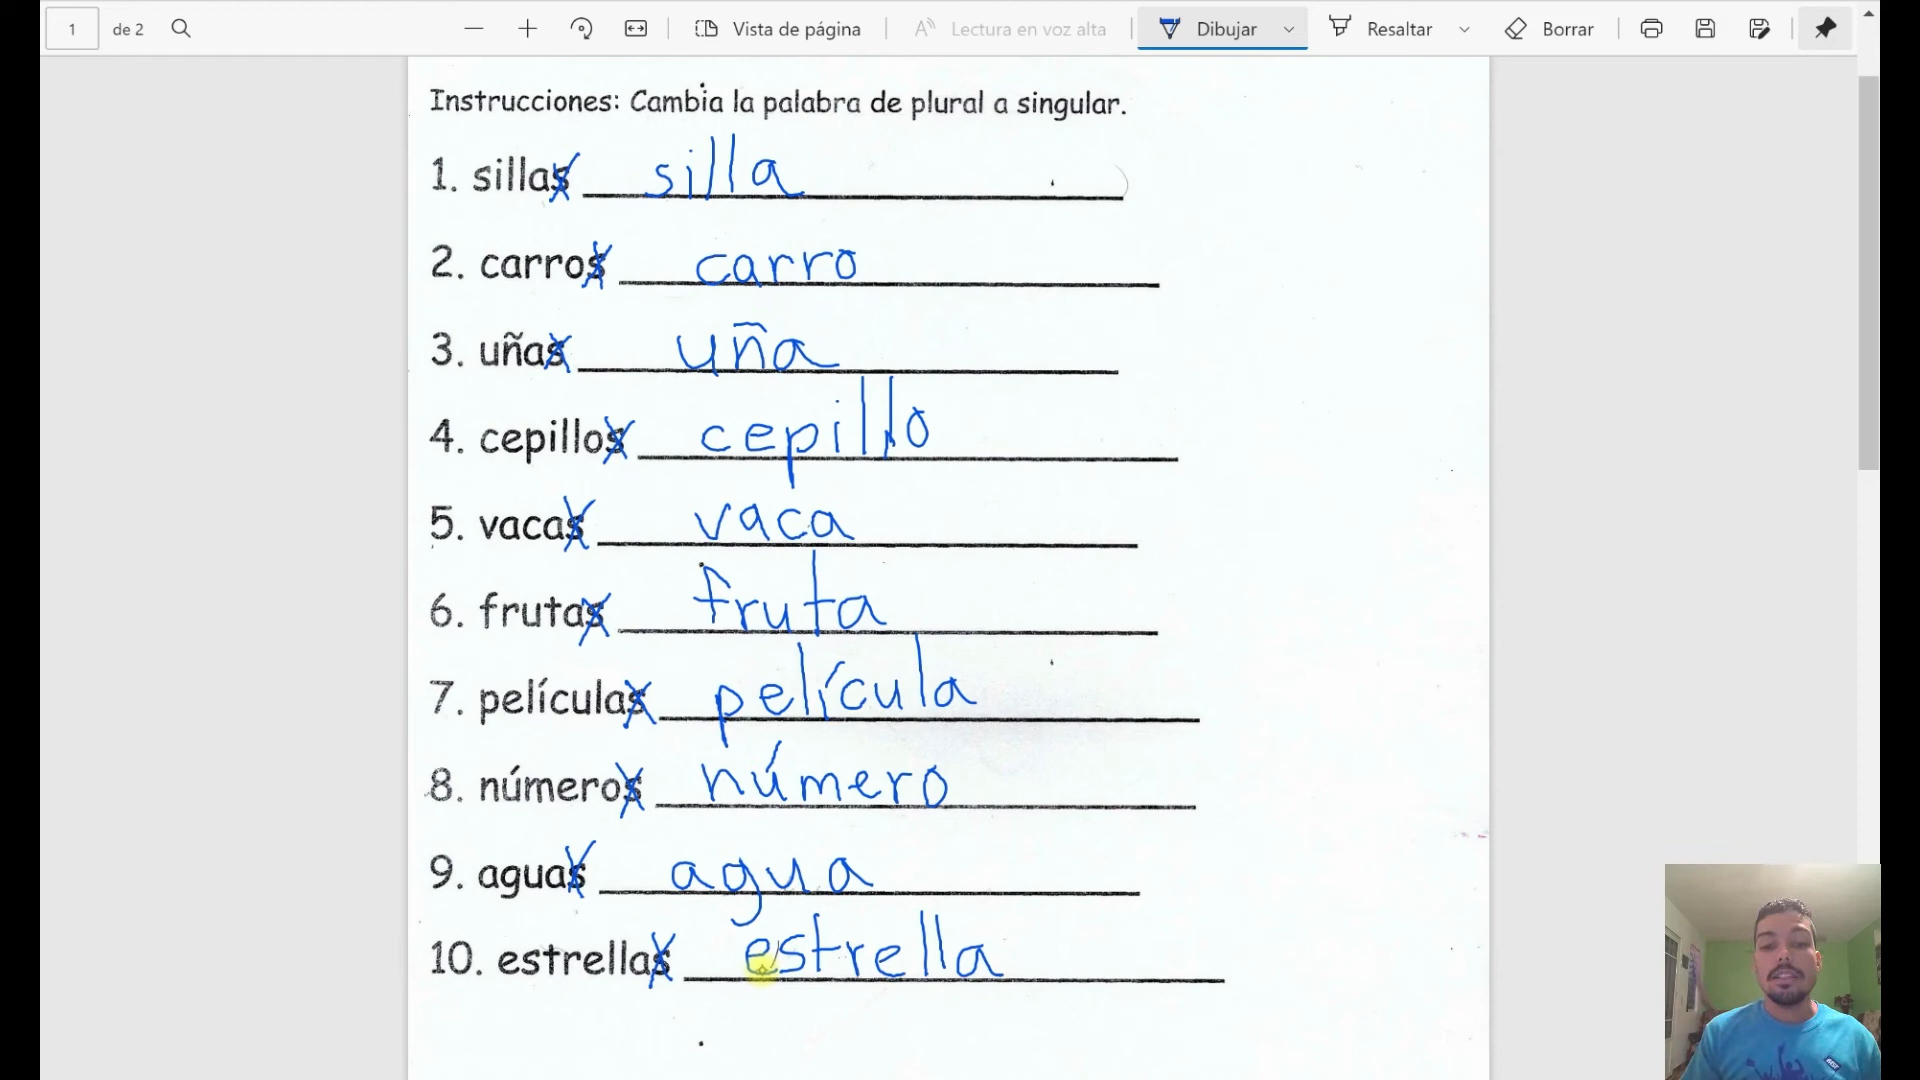 1 de 2 Vista de página Lectura en voz alta Dibujar Resaltar Borrar
Instrucciones: Cambia la palabra de plural a singular.
1. sillas silla
2. carros carro
3. uñas uña
4. cepillos cepillo
5. vacas vaca
6. frutas fruta
7. películas película
8. números número
9. aguas agua
10. estrellas estrella